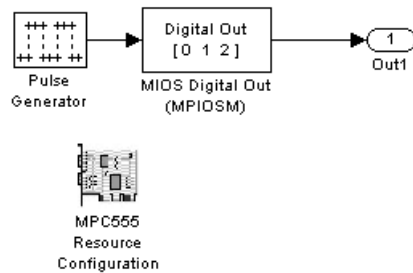 Digital Out
[ 0 1 2 ]
1
Pulse
Generator
MIOS Digital Out
(MPIOSM)
Out1
MPC555
Resource
Configuration